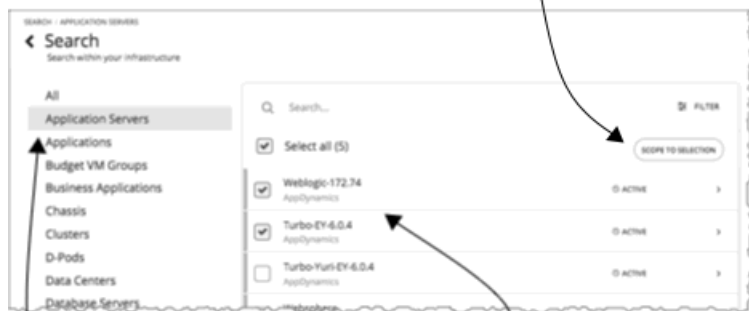 SEARCH / APPLICATION SERVERS
Search
Search within your infrastructure
All
Application Servers
Applications
Budget VM Groups
Business Applications
Chassis
Clusters
D-Pods
Data Centers
Database Servers
Search...
FILTER
Select all (5)
SCOPE TO SELECTION
Weblogic-172.74
AppDynamics
ACTIVE
Turbo-EY-6.0.4
AppDynamics
ACTIVE
Turbo-Yuri-EY-6.0.4
AppDynamics
ACTIVE